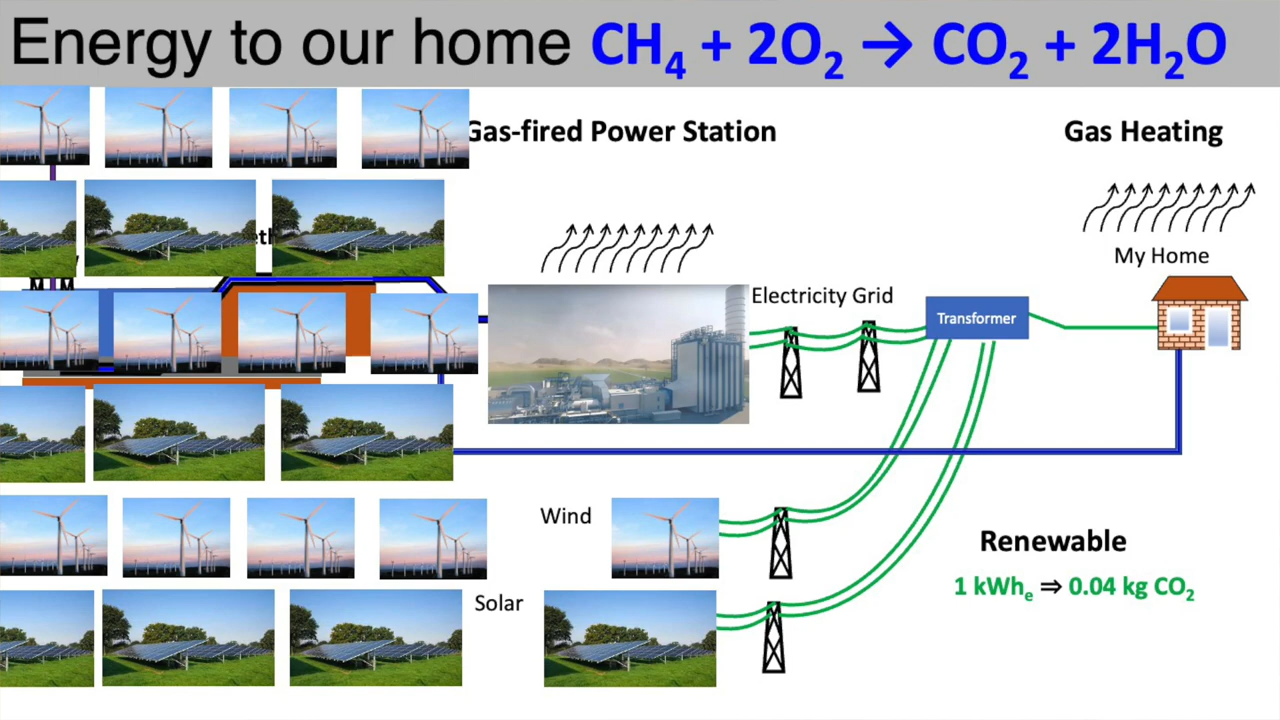 Energy to our home CH₄ + 2O₂ → CO₂ + 2H₂O
Gas-fired Power Station
Gas Heating
My Home
Electricity Grid
Transformer
Wind
Solar
Renewable
1 kWhₑ ⇒ 0.04 kg CO₂